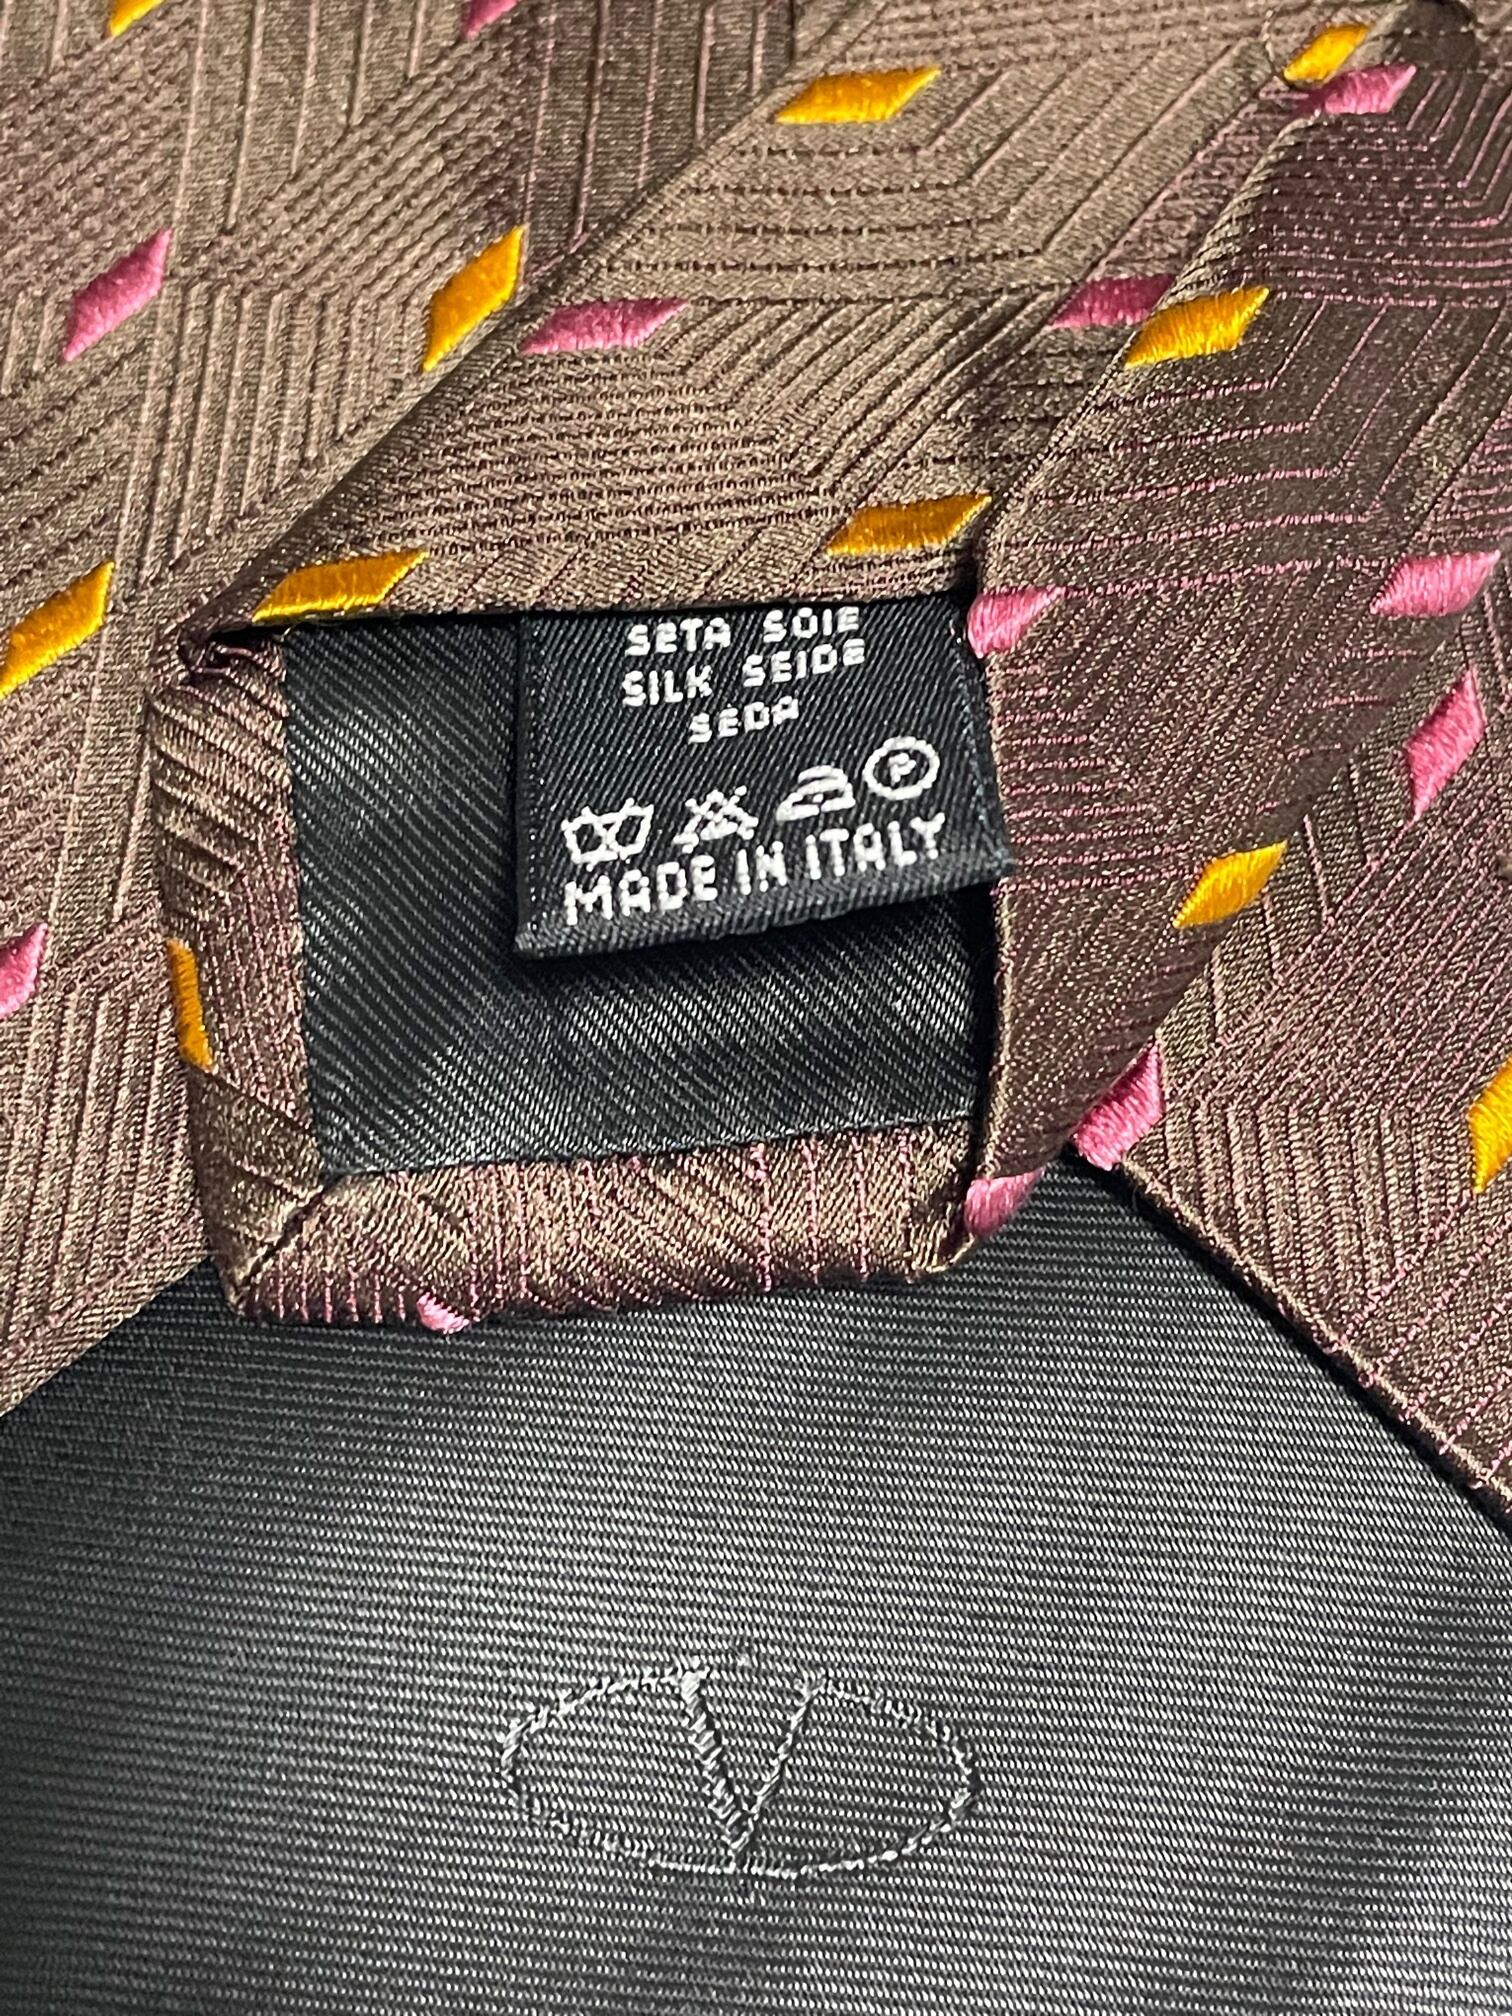 SETA SOIE
SILK SEIDE
SEDA
P
MADE IN ITALY
V